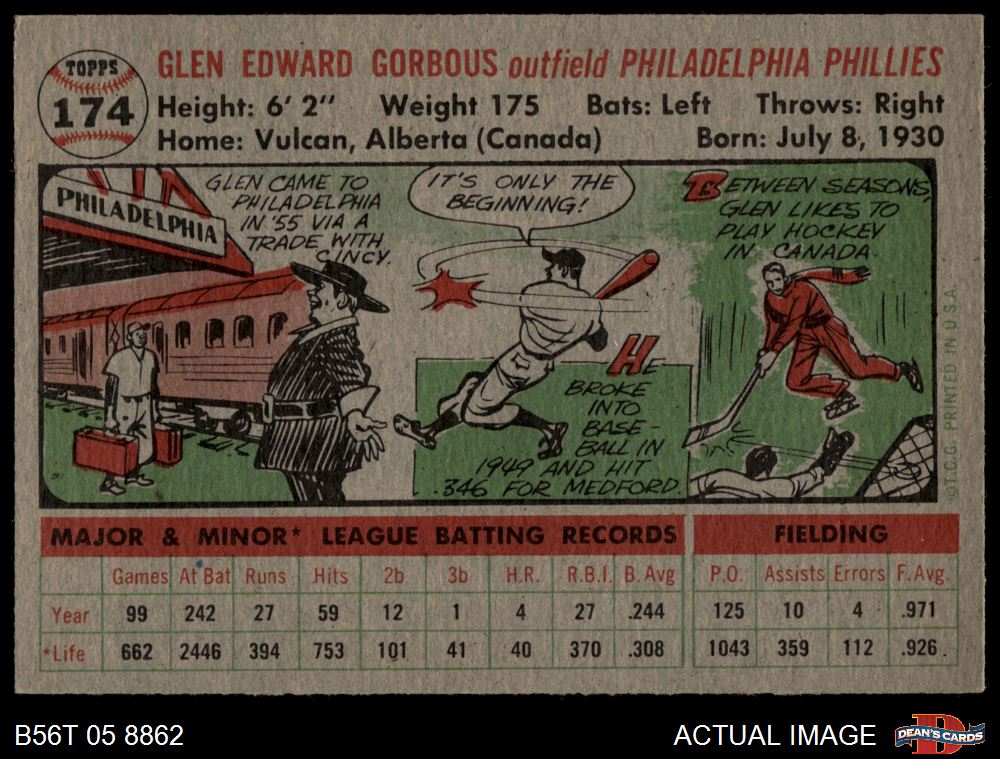 TOPPS
174
GLEN EDWARD GORBOUS outfield PHILADELPHIA PHILLIES
Height: 6' 2" Weight 175 Bats: Left Throws: Right
Home: Vulcan, Alberta (Canada) Born: July 8, 1930
PHILADELPHIA
GLEN CAME TO
PHILADELPHIA
IN '55 VIA A
TRADE WITH
CINCY.
IT'S ONLY THE
BEGINNING!
HE
BROKE
INTO
BASE-
BALL IN
1949 AND HIT
.346 FOR MEDFORD.
BETWEEN SEASONS,
GLEN LIKES TO
PLAY HOCKEY
IN CANADA.
©T.C.G. PRINTED IN U.S.A.
MAJOR & MINOR* LEAGUE BATTING RECORDS FIELDING
Games At Bat Runs Hits 2b 3b H.R. R.B.I. B. Avg P.O. Assists Errors F. Avg.
Year 99 242 27 59 12 1 4 27 .244 125 10 4 .971
*Life 662 2446 394 753 101 41 40 370 .308 1043 359 112 .926
B56T 05 8862 ACTUAL IMAGE
DEAN'S CARDS